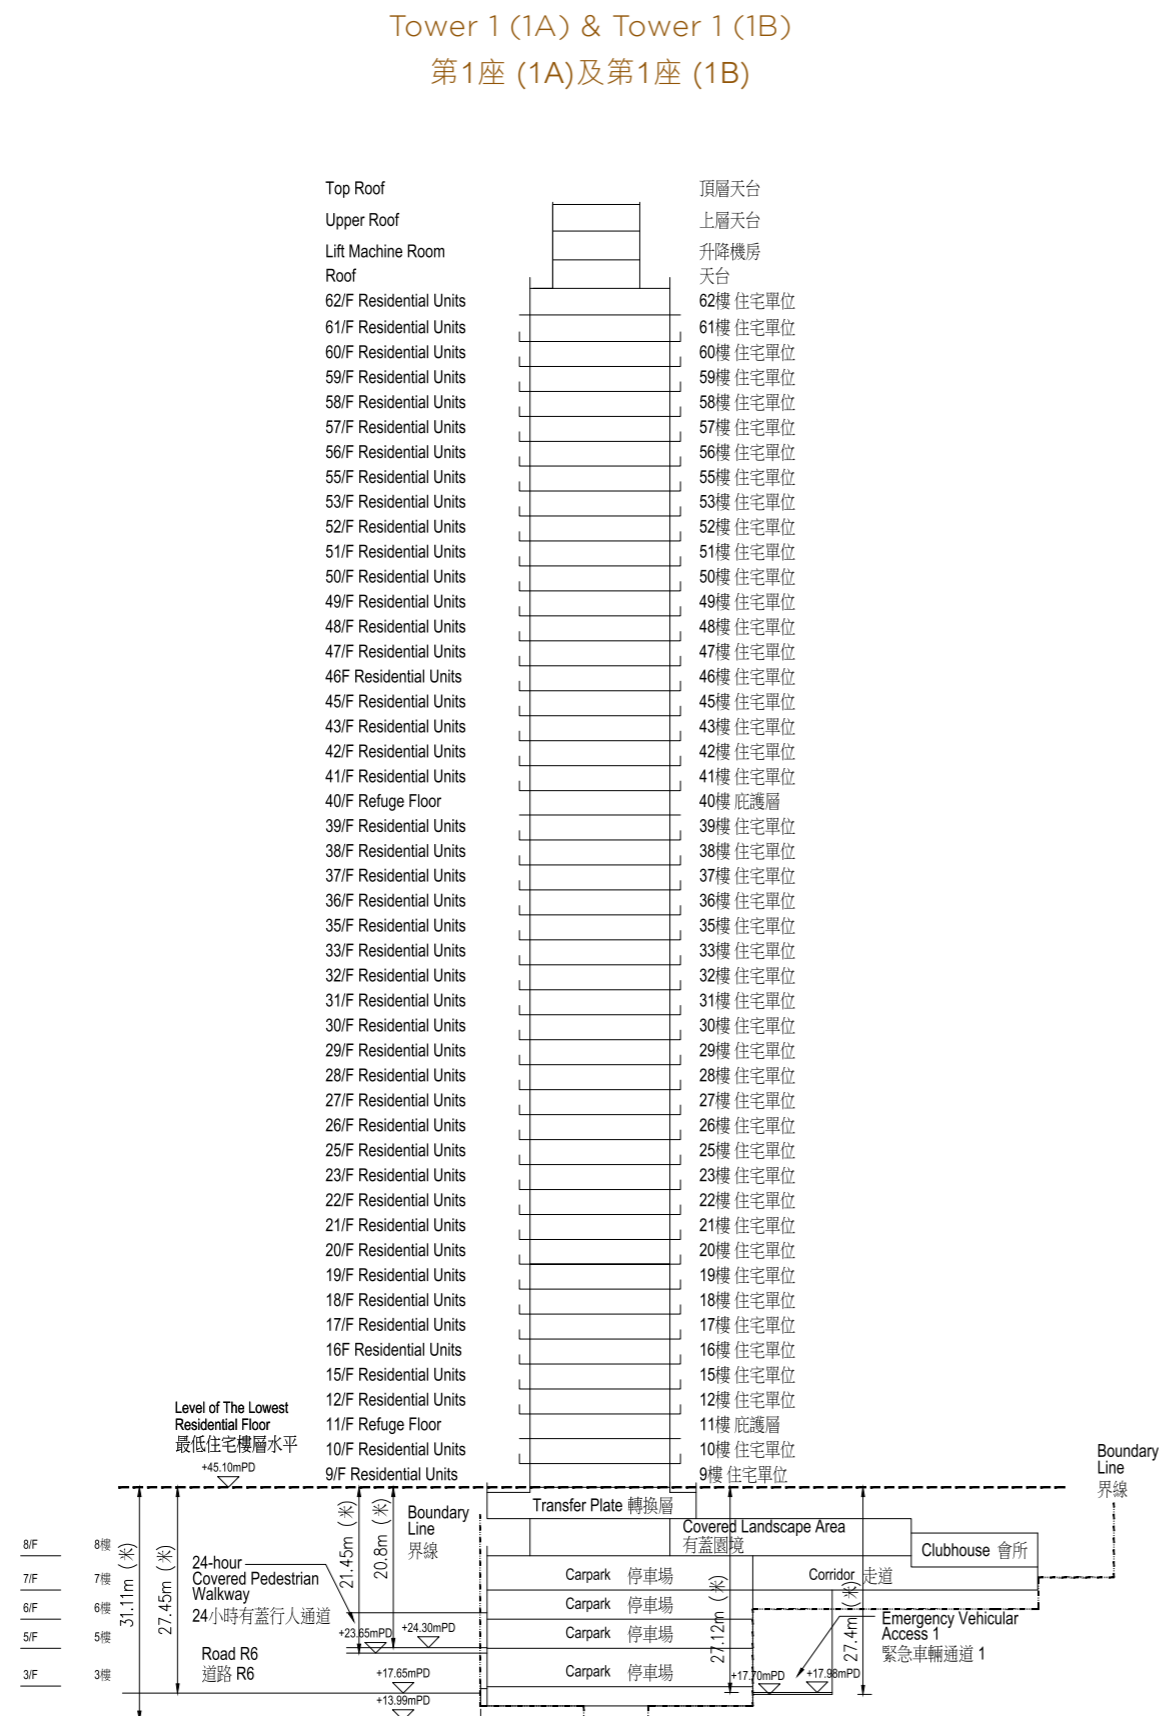 Tower 1 (1A) & Tower 1 (1B)
第1座 (1A)及第1座 (1B)
Top Roof 頂層天台
Upper Roof 上層天台
Lift Machine Room 升降機房
Roof 天台
62/F Residential Units 62樓 住宅單位
61/F Residential Units 61樓 住宅單位
60/F Residential Units 60樓 住宅單位
59/F Residential Units 59樓 住宅單位
58/F Residential Units 58樓 住宅單位
57/F Residential Units 57樓 住宅單位
56/F Residential Units 56樓 住宅單位
55/F Residential Units 55樓 住宅單位
53/F Residential Units 53樓 住宅單位
52/F Residential Units 52樓 住宅單位
51/F Residential Units 51樓 住宅單位
50/F Residential Units 50樓 住宅單位
49/F Residential Units 49樓 住宅單位
48/F Residential Units 48樓 住宅單位
47/F Residential Units 47樓 住宅單位
46F Residential Units 46樓 住宅單位
45/F Residential Units 45樓 住宅單位
43/F Residential Units 43樓 住宅單位
42/F Residential Units 42樓 住宅單位
41/F Residential Units 41樓 住宅單位
40/F Refuge Floor 40樓 庇護層
39/F Residential Units 39樓 住宅單位
38/F Residential Units 38樓 住宅單位
37/F Residential Units 37樓 住宅單位
36/F Residential Units 36樓 住宅單位
35/F Residential Units 35樓 住宅單位
33/F Residential Units 33樓 住宅單位
32/F Residential Units 32樓 住宅單位
31/F Residential Units 31樓 住宅單位
30/F Residential Units 30樓 住宅單位
29/F Residential Units 29樓 住宅單位
28/F Residential Units 28樓 住宅單位
27/F Residential Units 27樓 住宅單位
26/F Residential Units 26樓 住宅單位
25/F Residential Units 25樓 住宅單位
23/F Residential Units 23樓 住宅單位
22/F Residential Units 22樓 住宅單位
21/F Residential Units 21樓 住宅單位
20/F Residential Units 20樓 住宅單位
19/F Residential Units 19樓 住宅單位
18/F Residential Units 18樓 住宅單位
17/F Residential Units 17樓 住宅單位
16F Residential Units 16樓 住宅單位
15/F Residential Units 15樓 住宅單位
12/F Residential Units 12樓 住宅單位
11/F Refuge Floor 11樓 庇護層
10/F Residential Units 10樓 住宅單位
9/F Residential Units 9樓 住宅單位
Level of The Lowest
Residential Floor
最低住宅樓層水平
+45.10mPD
Boundary
Line
界線
Transfer Plate 轉換層
Boundary
Line
界線
Covered Landscape Area
有蓋園境
Clubhouse 會所
8/F 8樓
7/F 7樓
6/F 6樓
5/F 5樓
3/F 3樓
31.11m (米)
27.45m (米)
21.45m (米)
20.8m (米)
27.12m (米)
27.4m (米)
24-hour
Covered Pedestrian
Walkway
24小時有蓋行人通道
Carpark 停車場
Corridor 走道
Carpark 停車場
Carpark 停車場
Carpark 停車場
Emergency Vehicular
Access 1
緊急車輛通道 1
Road R6
道路 R6
+23.65mPD
+24.30mPD
+17.65mPD
+13.99mPD
+17.70mPD
+17.98mPD